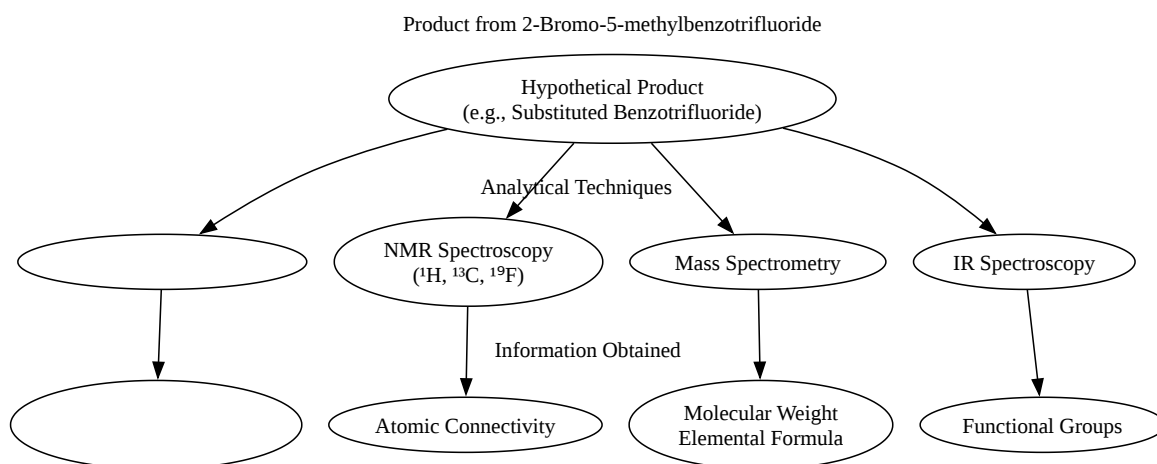 Product from 2-Bromo-5-methylbenzotrifluoride
Hypothetical Product
(e.g., Substituted Benzotrifluoride)
Analytical Techniques
NMR Spectroscopy
(¹H, ¹³C, ¹⁹F)
Mass Spectrometry
IR Spectroscopy
Information Obtained
Atomic Connectivity
Molecular Weight
Elemental Formula
Functional Groups